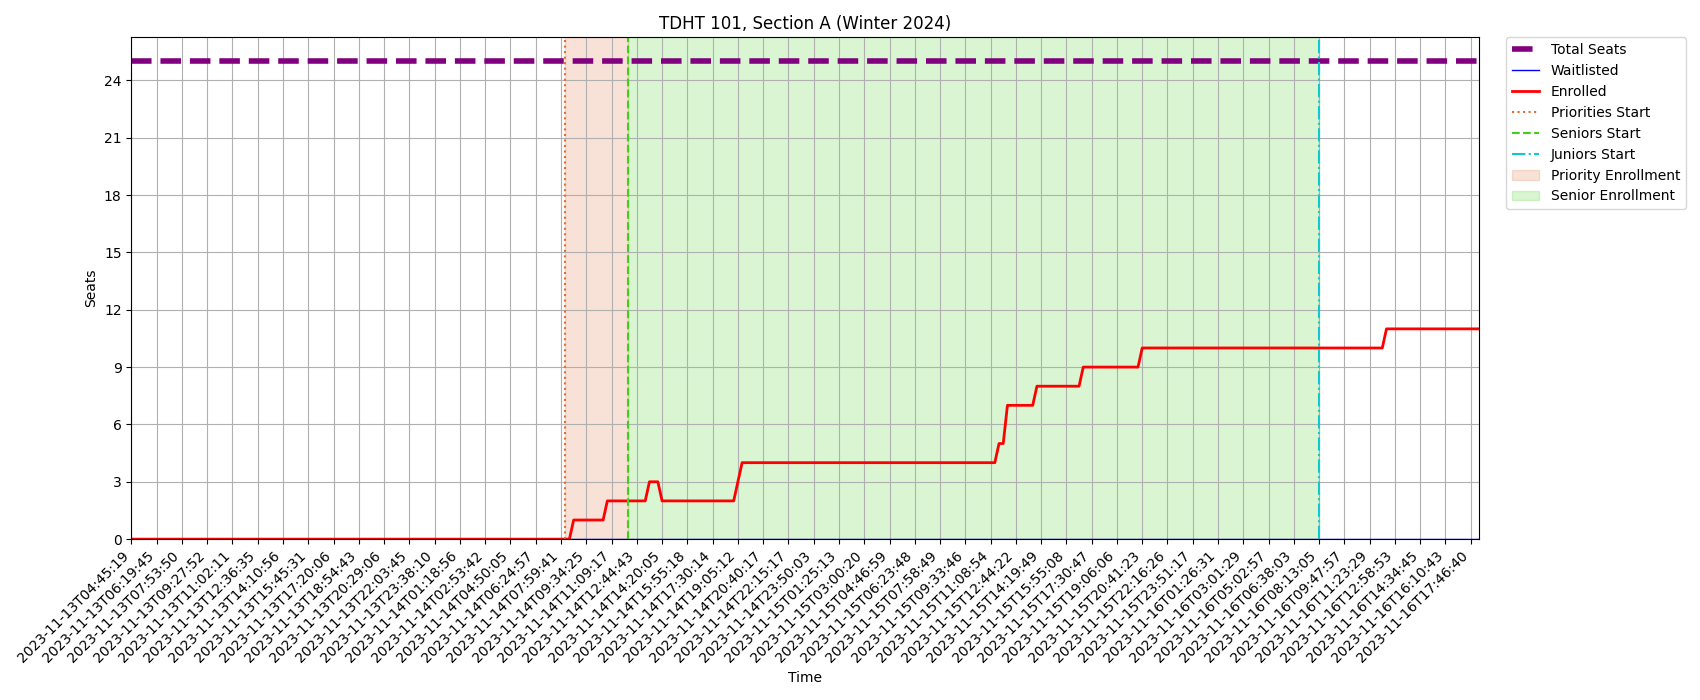 TDHT 101, Section A (Winter 2024)
Total Seats
Waitlisted
Enrolled
Priorities Start
Seniors Start
Juniors Start
Priority Enrollment
Senior Enrollment
Seats
24
21
18
15
12
9
6
3
0
2023-11-13T04:45:19
2023-11-13T06:19:45
2023-11-13T07:53:50
2023-11-13T09:27:52
2023-11-13T11:02:11
2023-11-13T12:36:35
2023-11-13T14:10:56
2023-11-13T15:45:31
2023-11-13T17:20:06
2023-11-13T18:54:43
2023-11-13T20:29:06
2023-11-13T22:03:45
2023-11-13T23:38:10
2023-11-14T01:18:56
2023-11-14T02:53:42
2023-11-14T04:50:05
2023-11-14T06:24:57
2023-11-14T07:59:41
2023-11-14T09:34:25
2023-11-14T11:09:17
2023-11-14T12:44:43
2023-11-14T14:20:05
2023-11-14T15:55:18
2023-11-14T17:30:14
2023-11-14T19:05:12
2023-11-14T20:40:17
2023-11-14T22:15:17
2023-11-14T23:50:03
2023-11-15T01:25:13
2023-11-15T03:00:20
2023-11-15T04:46:59
2023-11-15T06:23:48
2023-11-15T07:58:49
2023-11-15T09:33:46
2023-11-15T11:08:54
2023-11-15T12:44:22
2023-11-15T14:19:49
2023-11-15T15:55:08
2023-11-15T17:30:47
2023-11-15T19:06:06
2023-11-15T20:41:23
2023-11-15T22:16:26
2023-11-15T23:51:17
2023-11-16T01:26:31
2023-11-16T03:01:29
2023-11-16T05:02:57
2023-11-16T06:38:03
2023-11-16T08:13:05
2023-11-16T09:47:57
2023-11-16T11:23:29
2023-11-16T12:58:53
2023-11-16T14:34:45
2023-11-16T16:10:43
2023-11-16T17:46:40
Time